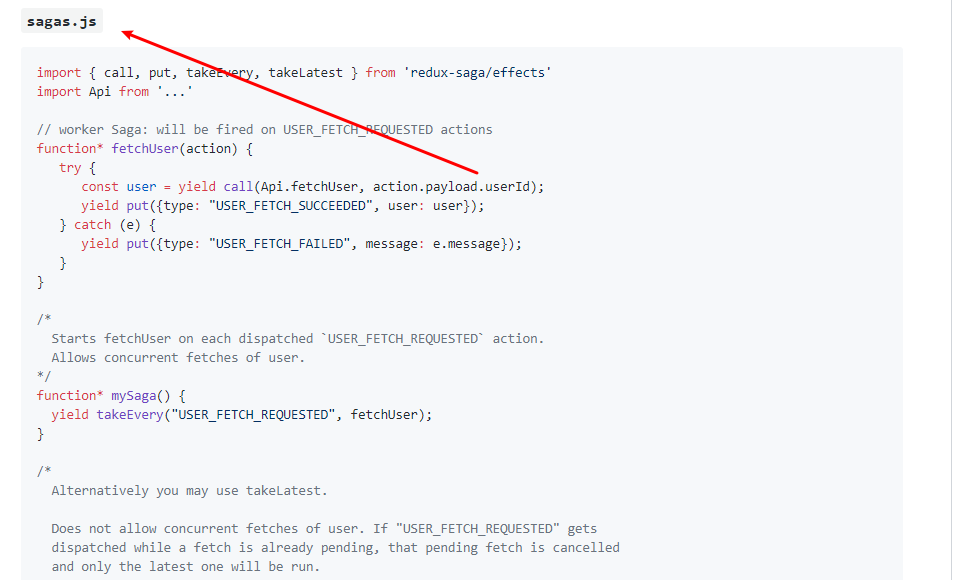 sagas.js
import { call, put, takeEvery, takeLatest } from 'redux-saga/effects'
import Api from '...'
// worker Saga: will be fired on USER_FETCH_REQUESTED actions
function* fetchUser(action) {
try {
const user = yield call(Api.fetchUser, action.payload.userId);
yield put({type: "USER_FETCH_SUCCEEDED", user: user});
} catch (e) {
yield put({type: "USER_FETCH_FAILED", message: e.message});
}
}
/*
Starts fetchUser on each dispatched `USER_FETCH_REQUESTED` action.
Allows concurrent fetches of user.
*/
function* mySaga() {
yield takeEvery("USER_FETCH_REQUESTED", fetchUser);
}
/*
Alternatively you may use takeLatest.
Does not allow concurrent fetches of user. If "USER_FETCH_REQUESTED" gets
dispatched while a fetch is already pending, that pending fetch is cancelled
and only the latest one will be run.